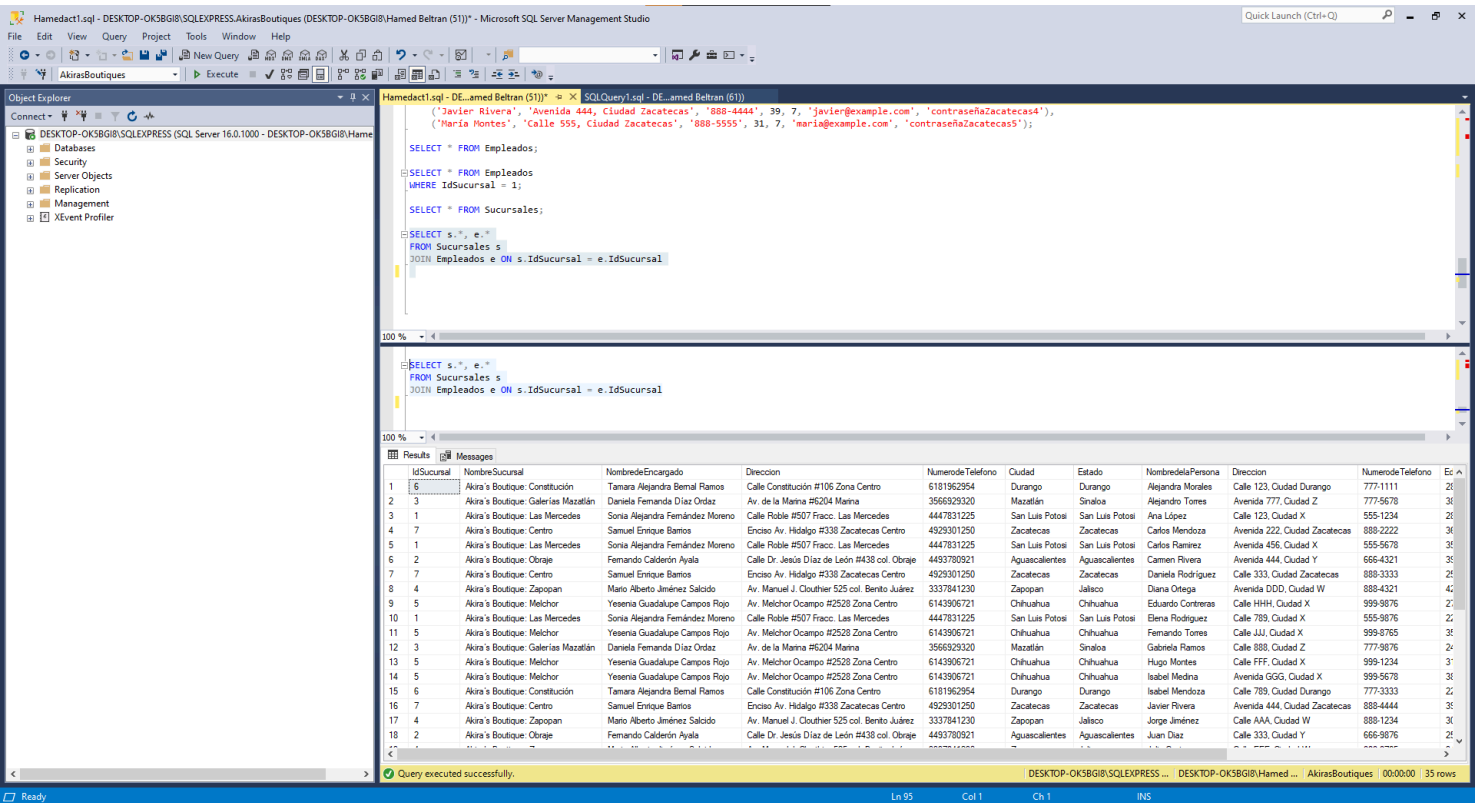 Hamedact1.sql - DESKTOP-OK5BGI8\SQLEXPRESS.AkirasBoutiques (DESKTOP-OK5BGI8\Hamed Beltran (51))* - Microsoft SQL Server Management Studio
Quick Launch (Ctrl+Q)
File Edit View Query Project Tools Window Help
New Query
AkirasBoutiques Execute
Object Explorer
Connect
DESKTOP-OK5BGI8\SQLEXPRESS (SQL Server 16.0.1000 - DESKTOP-OK5BGI8\Hame
Databases
Security
Server Objects
Replication
Management
XEvent Profiler
Hamedact1.sql - DE...amed Beltran (51))* SQLQuery1.sql - DE...amed Beltran (61))
('Javier Rivera', 'Avenida 444, Ciudad Zacatecas', '888-4444', 39, 7, 'javier@example.com', 'contraseñaZacatecas4'),
('María Montes', 'Calle 555, Ciudad Zacatecas', '888-5555', 31, 7, 'maria@example.com', 'contraseñaZacatecas5');
SELECT * FROM Empleados;
SELECT * FROM Empleados
WHERE IdSucursal = 1;
SELECT * FROM Sucursales;
SELECT s.*, e.*
FROM Sucursales s
JOIN Empleados e ON s.IdSucursal = e.IdSucursal
100 %
SELECT s.*, e.*
FROM Sucursales s
JOIN Empleados e ON s.IdSucursal = e.IdSucursal
100 %
Results Messages
IdSucursal NombreSucursal NombredeEncargado Direccion NumerodeTelefono Ciudad Estado NombredelaPersona Direccion NumerodeTelefono Ed
1 6 Akira´s Boutique: Constitución Tamara Alejandra Bernal Ramos Calle Constitución #106 Zona Centro 6181962954 Durango Durango Alejandra Morales Calle 123, Ciudad Durango 777-1111 28
2 3 Akira´s Boutique: Galerías Mazatlán Daniela Fernanda Díaz Ordaz Av. de la Marina #6204 Marina 3566929320 Mazatlán Sinaloa Alejandro Torres Avenida 777, Ciudad Z 777-5678 38
3 1 Akira´s Boutique: Las Mercedes Sonia Alejandra Fernández Moreno Calle Roble #507 Fracc. Las Mercedes 4447831225 San Luis Potosi San Luis Potosi Ana López Calle 123, Ciudad X 555-1234 28
4 7 Akira´s Boutique: Centro Samuel Enrique Barrios Enciso Av. Hidalgo #338 Zacatecas Centro 4929301250 Zacatecas Zacatecas Carlos Mendoza Avenida 222, Ciudad Zacatecas 888-2222 36
5 1 Akira´s Boutique: Las Mercedes Sonia Alejandra Fernández Moreno Calle Roble #507 Fracc. Las Mercedes 4447831225 San Luis Potosi San Luis Potosi Carlos Ramirez Avenida 456, Ciudad X 555-5678 35
6 2 Akira´s Boutique: Obraje Fernando Calderón Ayala Calle Dr. Jesús Díaz de León #438 col. Obraje 4493780921 Aguascalientes Aguascalientes Carmen Rivera Avenida 444, Ciudad Y 666-4321 39
7 7 Akira´s Boutique: Centro Samuel Enrique Barrios Enciso Av. Hidalgo #338 Zacatecas Centro 4929301250 Zacatecas Zacatecas Daniela Rodríguez Calle 333, Ciudad Zacatecas 888-3333 25
8 4 Akira´s Boutique: Zapopan Mario Alberto Jiménez Salcido Av. Manuel J. Clouthier 525 col. Benito Juárez 3337841230 Zapopan Jalisco Diana Ortega Avenida DDD, Ciudad W 888-4321 42
9 5 Akira´s Boutique: Melchor Yesenia Guadalupe Campos Rojo Av. Melchor Ocampo #2528 Zona Centro 6143906721 Chihuahua Chihuahua Eduardo Contreras Calle HHH, Ciudad X 999-9876 27
10 1 Akira´s Boutique: Las Mercedes Sonia Alejandra Fernández Moreno Calle Roble #507 Fracc. Las Mercedes 4447831225 San Luis Potosi San Luis Potosi Elena Rodriguez Calle 789, Ciudad X 555-9876 22
11 5 Akira´s Boutique: Melchor Yesenia Guadalupe Campos Rojo Av. Melchor Ocampo #2528 Zona Centro 6143906721 Chihuahua Chihuahua Fernando Torres Calle JJJ, Ciudad X 999-8765 35
12 3 Akira´s Boutique: Galerías Mazatlán Daniela Fernanda Díaz Ordaz Av. de la Marina #6204 Marina 3566929320 Mazatlán Sinaloa Gabriela Ramos Calle 888, Ciudad Z 777-9876 24
13 5 Akira´s Boutique: Melchor Yesenia Guadalupe Campos Rojo Av. Melchor Ocampo #2528 Zona Centro 6143906721 Chihuahua Chihuahua Hugo Montes Calle FFF, Ciudad X 999-1234 31
14 5 Akira´s Boutique: Melchor Yesenia Guadalupe Campos Rojo Av. Melchor Ocampo #2528 Zona Centro 6143906721 Chihuahua Chihuahua Isabel Medina Avenida GGG, Ciudad X 999-5678 38
15 6 Akira´s Boutique: Constitución Tamara Alejandra Bernal Ramos Calle Constitución #106 Zona Centro 6181962954 Durango Durango Isabel Mendoza Calle 789, Ciudad Durango 777-3333 22
16 7 Akira´s Boutique: Centro Samuel Enrique Barrios Enciso Av. Hidalgo #338 Zacatecas Centro 4929301250 Zacatecas Zacatecas Javier Rivera Avenida 444, Ciudad Zacatecas 888-4444 39
17 4 Akira´s Boutique: Zapopan Mario Alberto Jiménez Salcido Av. Manuel J. Clouthier 525 col. Benito Juárez 3337841230 Zapopan Jalisco Jorge Jiménez Calle AAA, Ciudad W 888-1234 30
18 2 Akira´s Boutique: Obraje Fernando Calderón Ayala Calle Dr. Jesús Díaz de León #438 col. Obraje 4493780921 Aguascalientes Aguascalientes Juan Diaz Calle 333, Ciudad Y 666-9876 25
Query executed successfully. DESKTOP-OK5BGI8\SQLEXPRESS ... DESKTOP-OK5BGI8\Hamed ... AkirasBoutiques 00:00:00 35 rows
Ready Ln 95 Col 1 Ch 1 INS